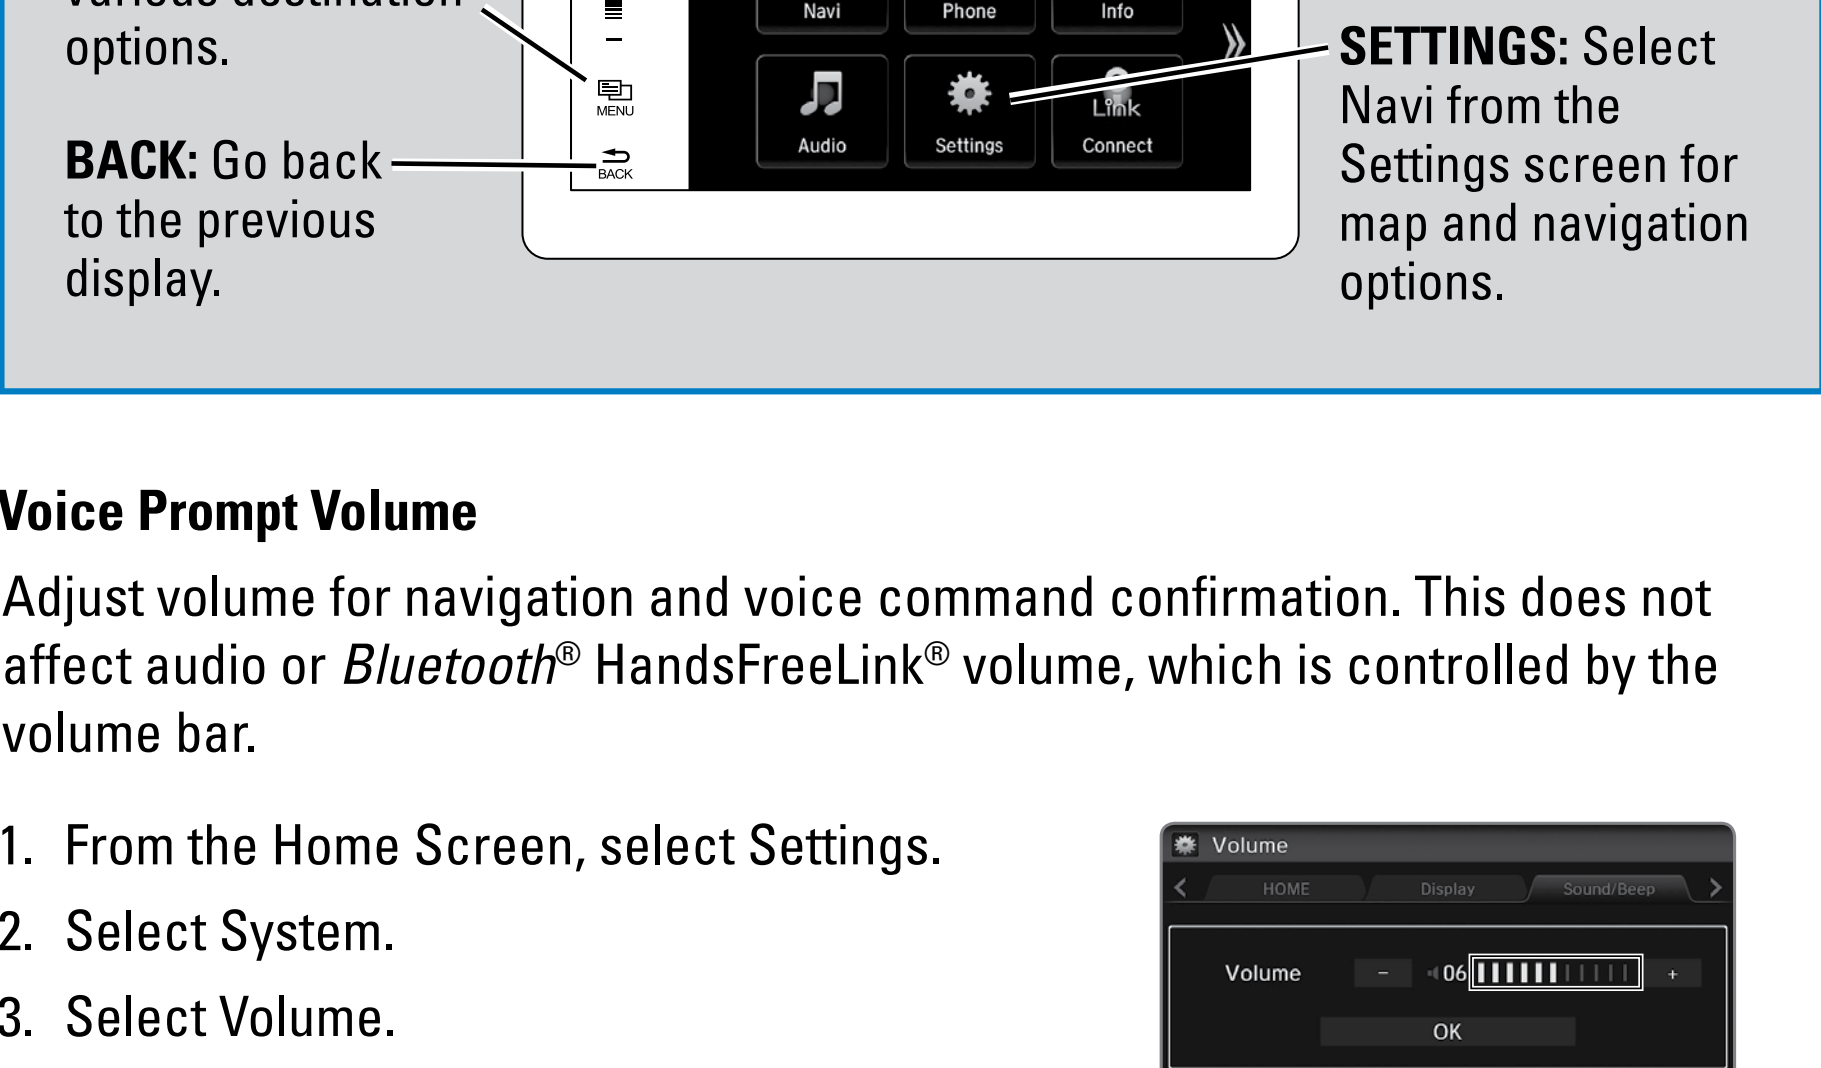 various destination
options.
BACK: Go back
to the previous
display.
MENU
BACK
Navi
Phone
Info
Audio
Settings
Link
Connect
SETTINGS: Select
Navi from the
Settings screen for
map and navigation
options.
Voice Prompt Volume
Adjust volume for navigation and voice command confirmation. This does not
affect audio or Bluetooth® HandsFreeLink® volume, which is controlled by the
volume bar.
1. From the Home Screen, select Settings.
2. Select System.
3. Select Volume.
Volume
HOME
Display
Sound/Beep
Volume - 06 +
OK